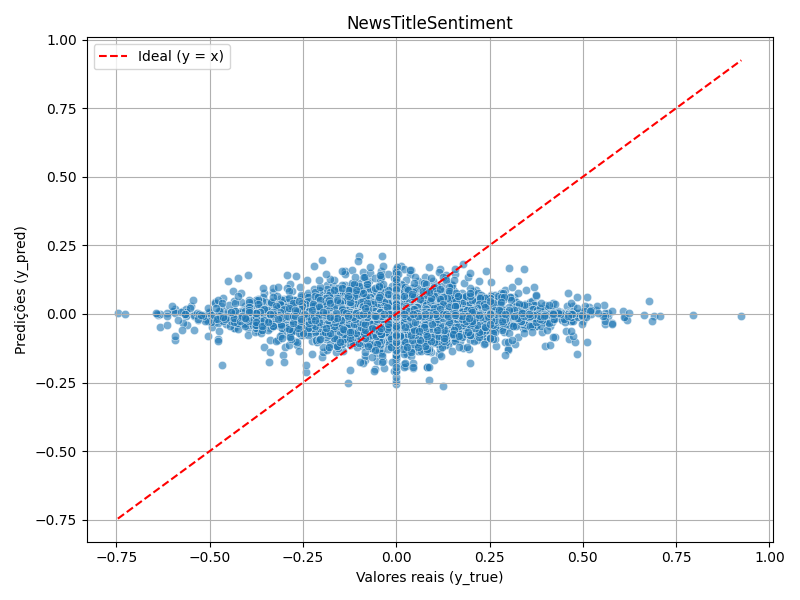 NewsTitleSentiment
Ideal (y = x)
1.00
0.75
0.50
0.25
0.00
−0.25
−0.50
−0.75
Predições (y_pred)
−0.75 −0.50 −0.25 0.00 0.25 0.50 0.75 1.00
Valores reais (y_true)